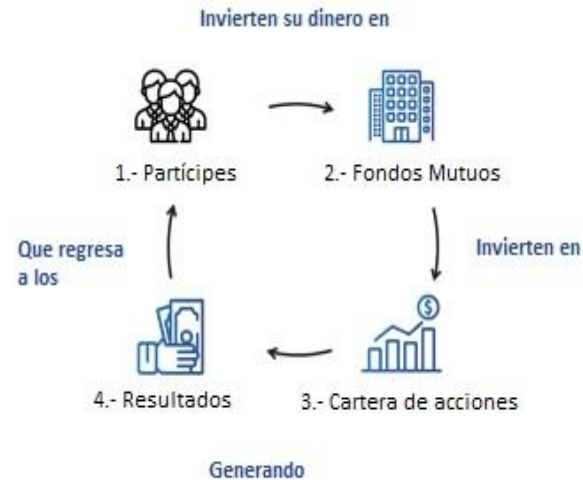 Invierten su dinero en
1.- Partícipes
2.- Fondos Mutuos
Que regresa
a los
Invierten en
$
4.- Resultados
3.- Cartera de acciones
Generando